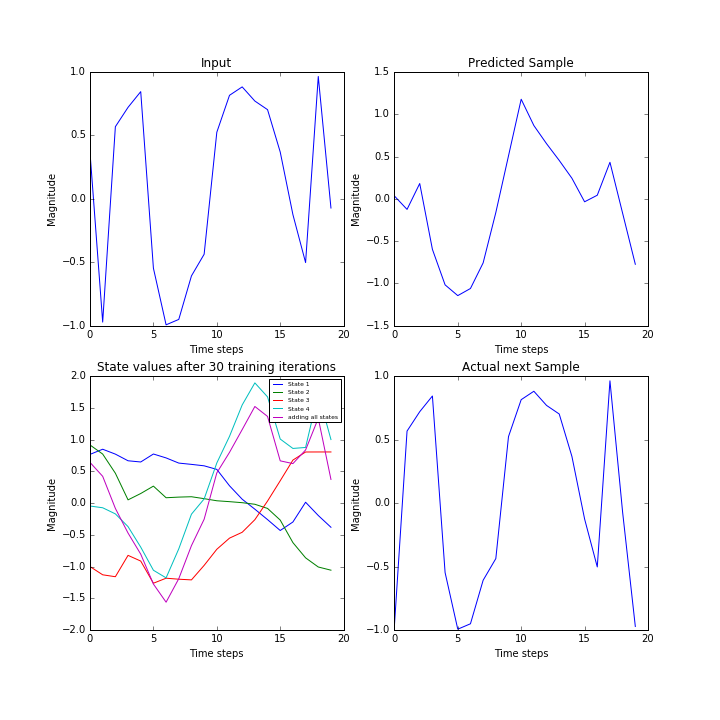 Input
1.0
0.5
0.0
−0.5
−1.0
Magnitude
0 5 10 15 20
Time steps
Predicted Sample
1.5
1.0
0.5
0.0
−0.5
−1.0
−1.5
Magnitude
0 5 10 15 20
Time steps
State values after 30 training iterations
2.0
1.5
1.0
0.5
0.0
−0.5
−1.0
−1.5
−2.0
Magnitude
State 1
State 2
State 3
State 4
adding all states
0 5 10 15 20
Time steps
Actual next Sample
1.0
0.5
0.0
−0.5
−1.0
Magnitude
0 5 10 15 20
Time steps